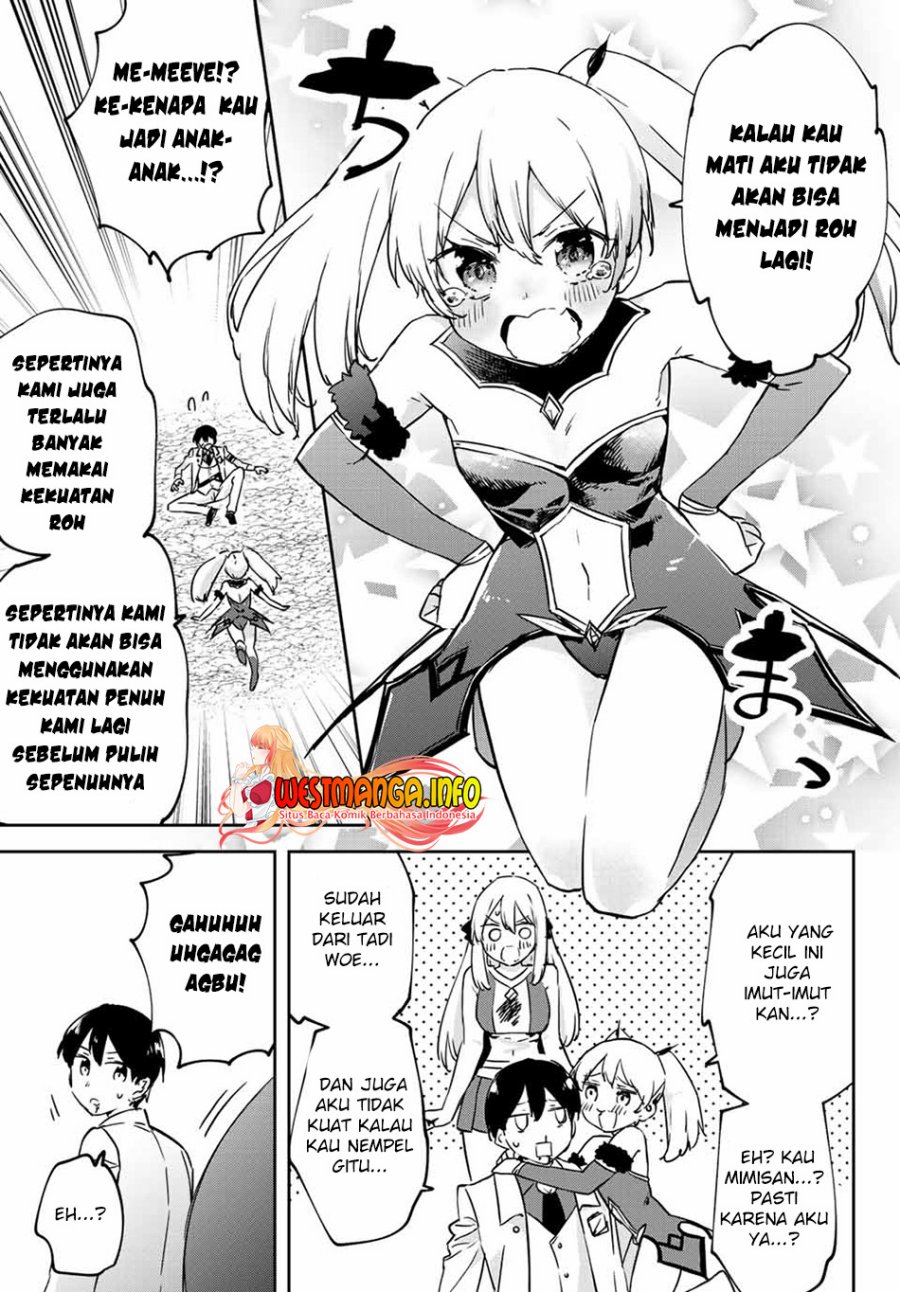 KALAU KAU
MATI AKU TIDAK
AKAN BISA
MENJADI ROH
LAGI!
ち
ME-MEEVE!?
KE-KENAPA KAU
JADI ANAK-
ANAK...!?
SEPERTINYA
KAMI JUGA
TERLALU
BANYAK
MEMAKAI
KEKUATAN
ROH
SEPERTINYA KAMI
TIDAK AKAN BISA
MENGGUNAKAN
KEKUATAN PENUH
KAMI LAGI
SEBELUM PULIH
SEPENUHNYA
まっ
WESTMANGA.INFO
Situs Baca Komik Berbahasa Indonesia
AKU YANG
KECIL INI
JUGA
IMUT-IMUT
KAN...?
SUDAH
KELUAR
DARI TADI
WOE...
EH? KAU
MIMISAN...?
PASTI
KARENA AKU
YA...?
DAN JUGA
AKU TIDAK
KUAT KALAU
KAU NEMPEL
GITU...
GAHUHUH
UHGAGAG
AGBU!
EH...?